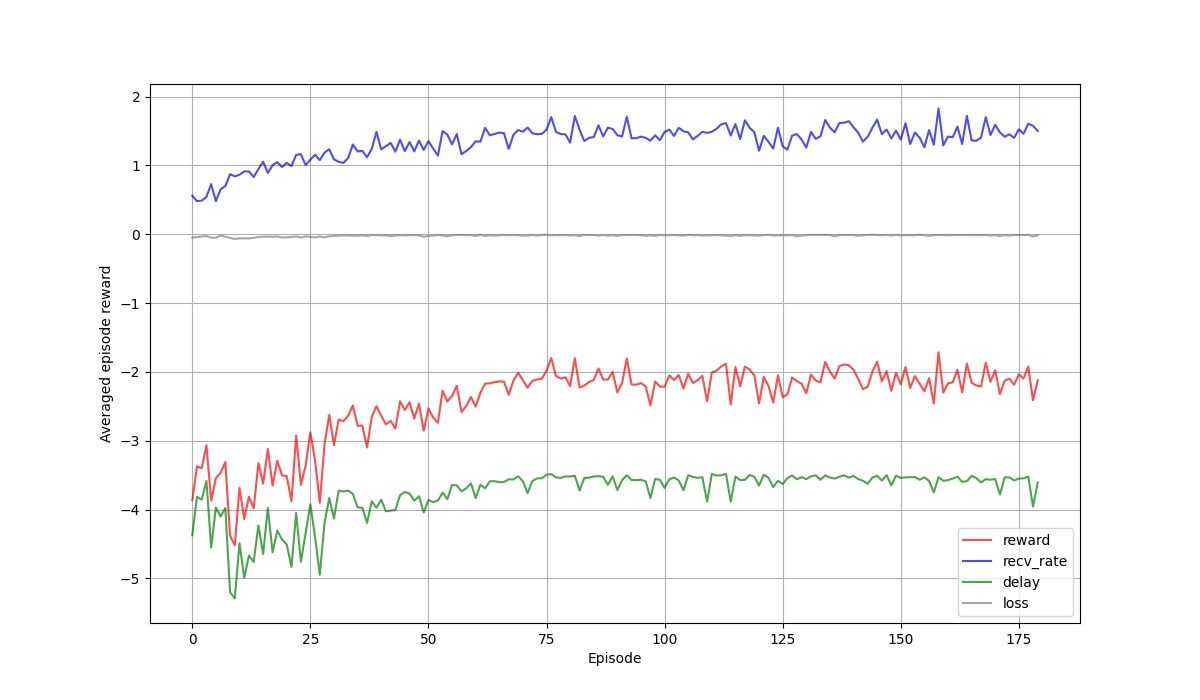 2
1
0
−1
−2
−3
−4
−5
Averaged episode reward
reward
recv_rate
delay
loss
0 25 50 75 100 125 150 175
Episode